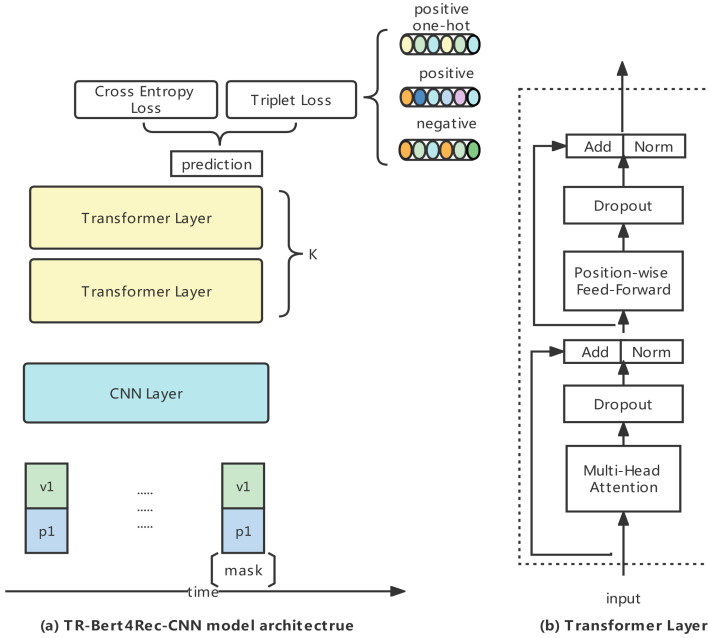 positive
one-hot
positive
negative
Cross Entropy
Loss
Triplet Loss
prediction
Transformer Layer
Transformer Layer
K
CNN Layer
v1
.....
v1
.....
p1
.....
p1
mask
time
(a) TR-Bert4Rec-CNN model architectrue
Add Norm
Dropout
Position-wise
Feed-Forward
Add Norm
Dropout
Multi-Head
Attention
input
(b) Transformer Layer